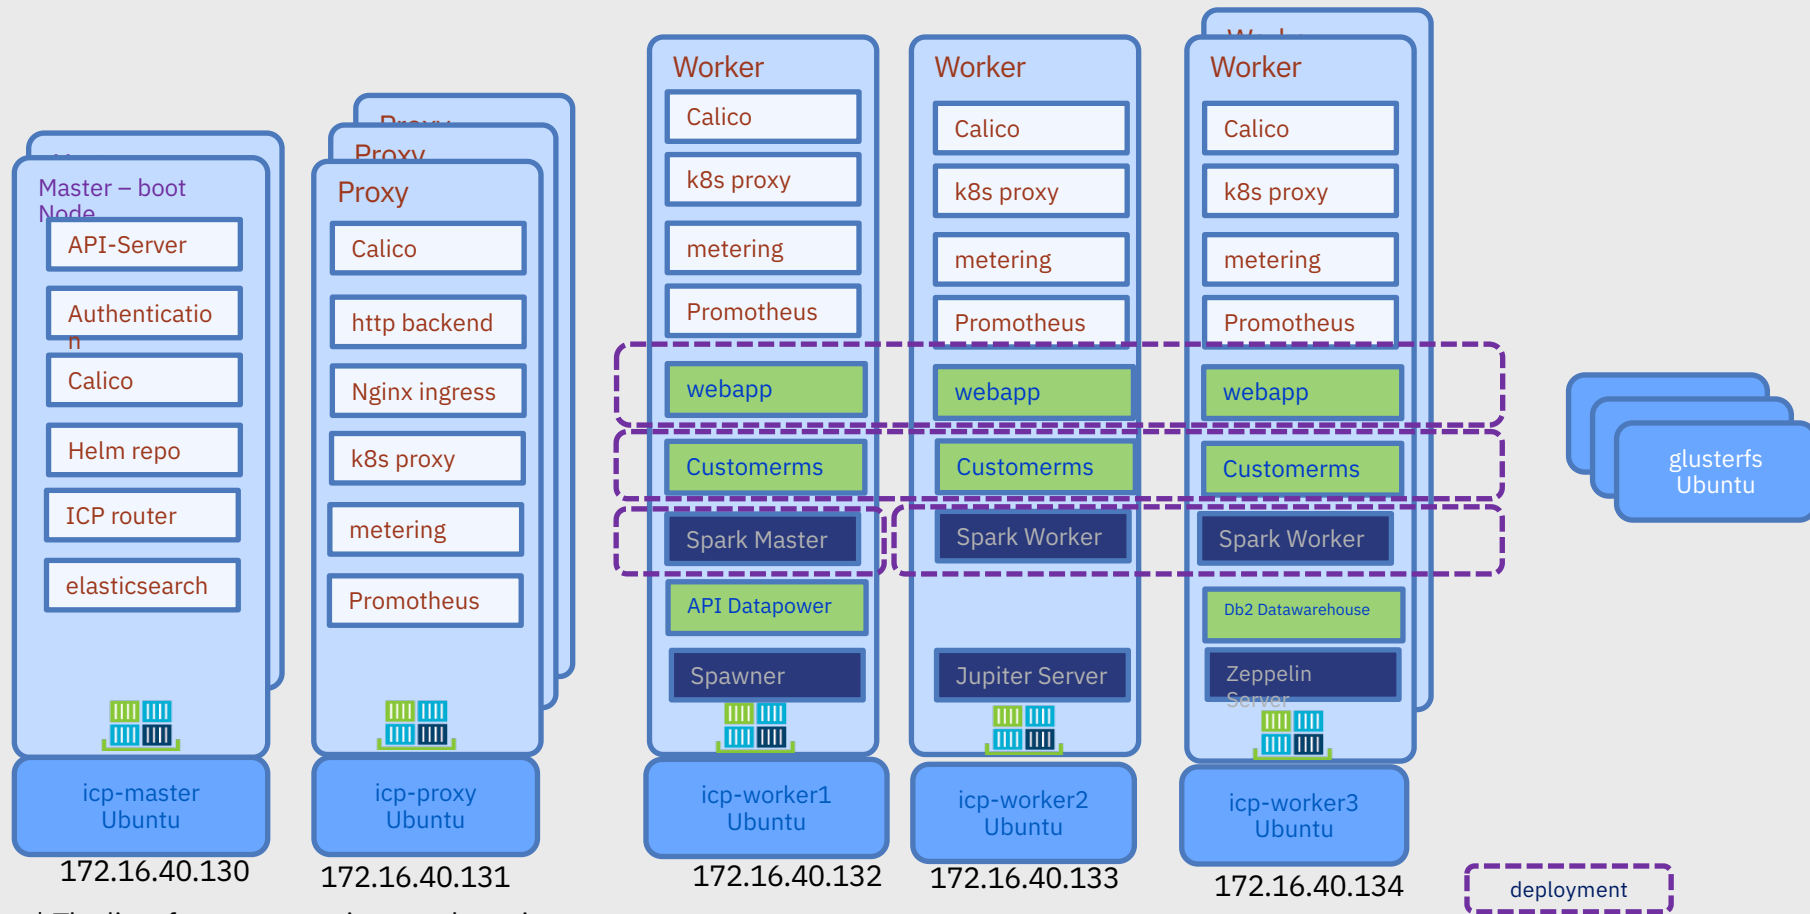 Master – boot
Node
API-Server
Authenticatio
n
Calico
Helm repo
ICP router
elasticsearch
icp-master
Ubuntu
172.16.40.130
Proxy
Proxy
Proxy
Calico
http backend
Nginx ingress
k8s proxy
metering
Promotheus
icp-proxy
Ubuntu
172.16.40.131
Worker
Calico
k8s proxy
metering
Promotheus
webapp
Customerms
Spark Master
API Datapower
Spawner
icp-worker1
Ubuntu
172.16.40.132
Worker
Calico
k8s proxy
metering
Promotheus
webapp
Customerms
Spark Worker
Jupiter Server
icp-worker2
Ubuntu
172.16.40.133
Worker
Worker
Calico
k8s proxy
metering
Promotheus
webapp
Customerms
Spark Worker
Db2 Datawarehouse
Zeppelin
Server
icp-worker3
Ubuntu
172.16.40.134
glusterfs
Ubuntu
deployment